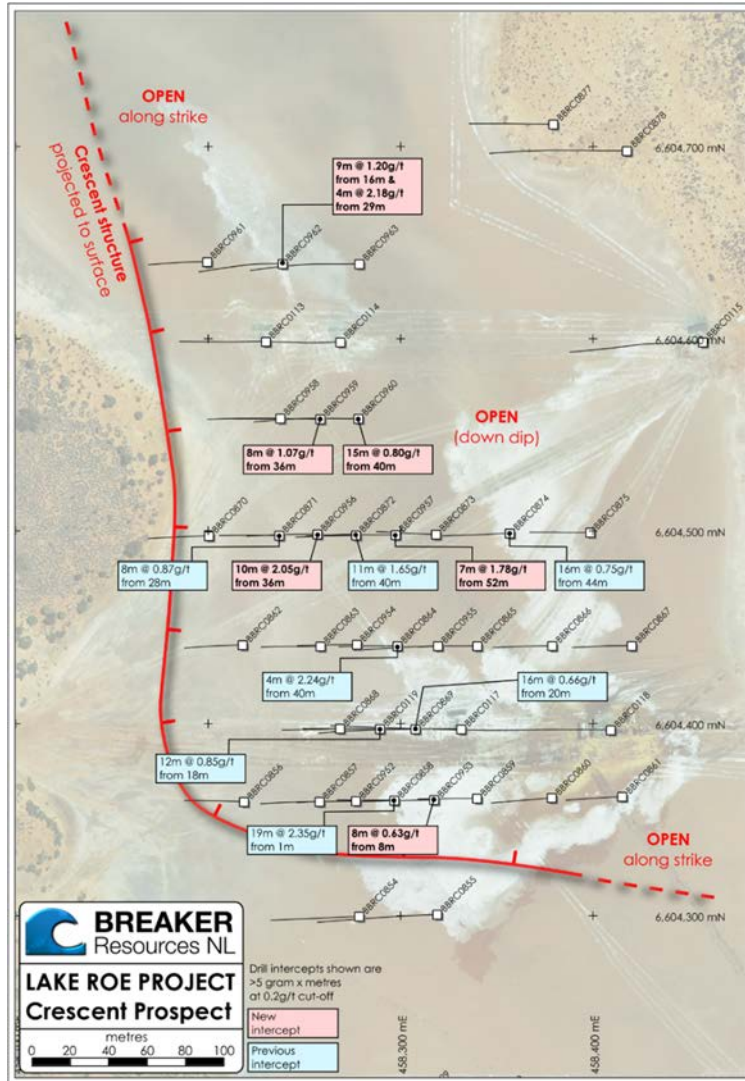 OPEN
along strike
Crescent structure
projected to surface
BBRC0877
BBRC0878
6,604,700 mN
9m @ 1.20g/t
from 16m &
4m @ 2.18g/t
from 29m
BBRC0961
BBRC0962
BBRC0963
BBRC0113
BBRC0114
BBRC0115
6,604,600 mN
BBRC0958
BBRC0959
BBRC0960
OPEN
(down dip)
8m @ 1.07g/t
from 36m
15m @ 0.80g/t
from 40m
BBRC0870
BBRC0871
BBRC0956
BBRC0872
BBRC0957
BBRC0873
BBRC0874
BBRC0875
6,604,500 mN
8m @ 0.87g/t
from 28m
10m @ 2.05g/t
from 36m
11m @ 1.65g/t
from 40m
7m @ 1.78g/t
from 52m
16m @ 0.75g/t
from 44m
BBRC0862
BBRC0863
BBRC0954
BBRC0864
BBRC0955
BBRC0865
BBRC0866
BBRC0867
4m @ 2.24g/t
from 40m
16m @ 0.66g/t
from 20m
BBRC0868
BBRC0119
BBRC0869
BBRC0117
BBRC0118
6,604,400 mN
12m @ 0.85g/t
from 18m
BBRC0856
BBRC0857
BBRC0952
BBRC0858
BBRC0953
BBRC0859
BBRC0860
BBRC0861
19m @ 2.35g/t
from 1m
8m @ 0.63g/t
from 8m
OPEN
along strike
BBRC0854
BBRC0855
6,604,300 mN
BREAKER
Resources NL
LAKE ROE PROJECT
Crescent Prospect
metres
0 20 40 60 80 100
Drill intercepts shown are
>5 gram x metres
at 0.2g/t cut-off
New
intercept
Previous
intercept
458,300 mE
458,400 mE